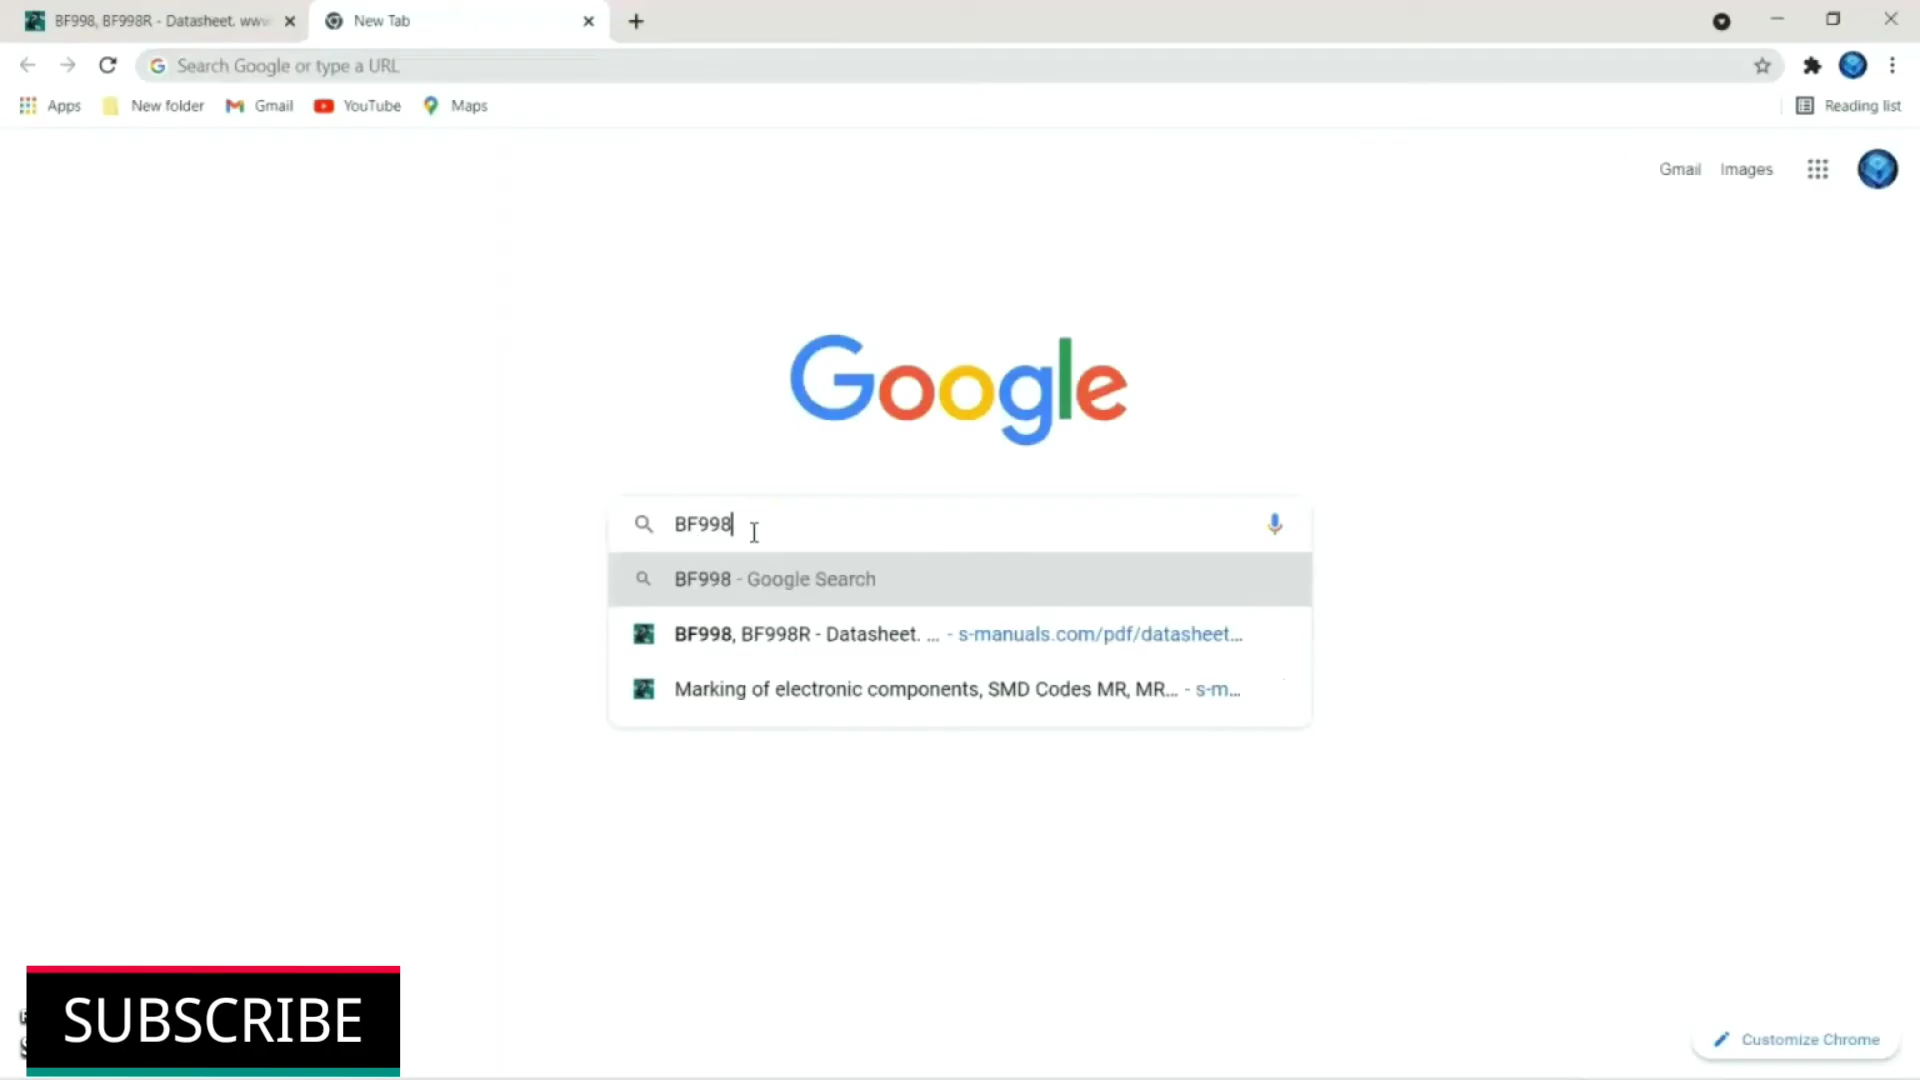 BF998, BF998R - Datasheet. www
New Tab
Search Google or type a URL
Apps
New folder
Gmail
YouTube
Maps
Reading list
Gmail
Images
Google
BF998
BF998 - Google Search
BF998, BF998R - Datasheet. ... - s-manuals.com/pdf/datasheet...
Marking of electronic components, SMD Codes MR, MR... - s-m...
SUBSCRIBE
Customize Chrome